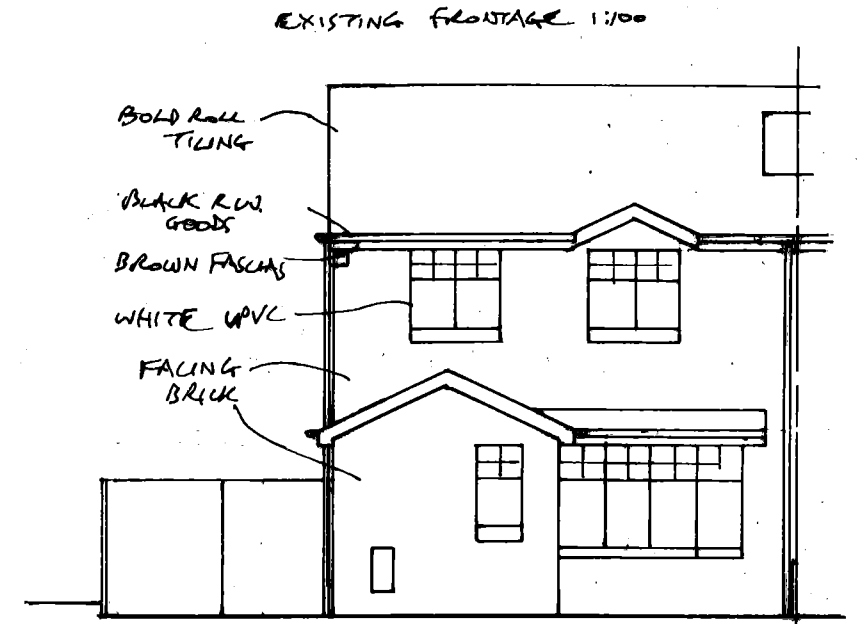 EXISTING FRONTAGE 1:100
BOLD ROLL
TILING
BLACK R.W.
GOODS
BROWN FASCIAS
WHITE UPVC
FACING
BRICK